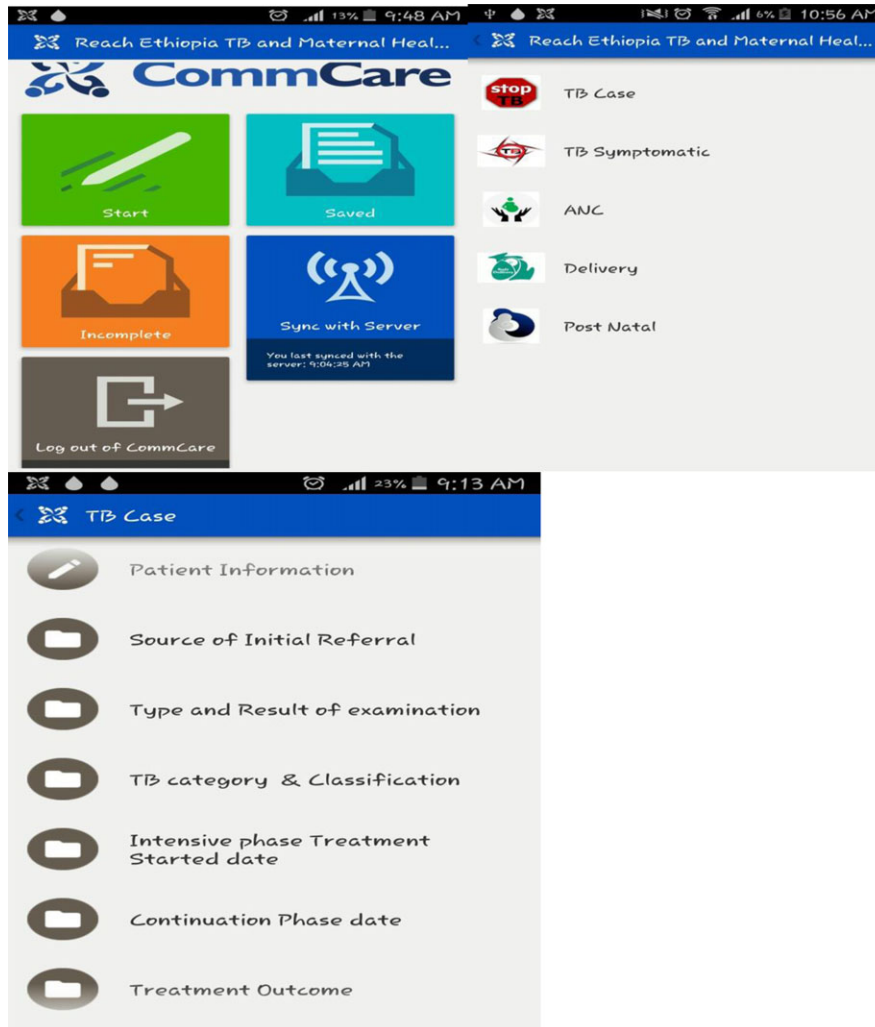 13% 9:48 AM
Reach Ethiopia TB and Maternal Heal...
CommCare
Start
Saved
Incomplete
Sync with Server
You last synced with the
server: 9:04:25 AM
Log out of CommCare
6% 10:56 AM
Reach Ethiopia TB and Maternal Heal...
stop
TB
TB Case
TB
TB Symptomatic
ANC
Delivery
Post Natal
23% 9:13 AM
TB Case
Patient Information
Source of Initial Referral
Type and Result of examination
TB category & Classification
Intensive phase Treatment
Started date
Continuation Phase date
Treatment Outcome